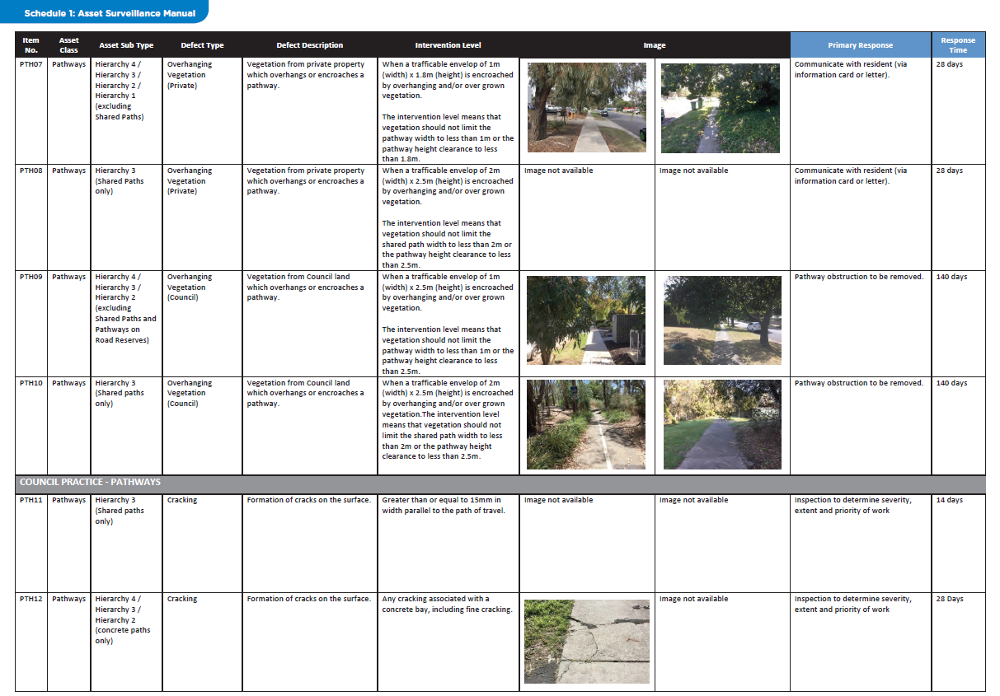 Schedule 1: Asset Surveillance Manual
Item
No.
Asset
Class
Asset Sub Type
Defect Type
Defect Description
Intervention Level
Image
Primary Response
Response
Time
PTH07
Pathways
Hierarchy 4 /
Hierarchy 3 /
Hierarchy 2 /
Hierarchy 1
(excluding
Shared Paths)
Overhanging
Vegetation
(Private)
Vegetation from private property
which overhangs or encroaches a
pathway.
When a trafficable envelop of 1m
(width) x 1.8m (height) is encroached
by overhanging and/or over grown
vegetation.
The intervention level means that
vegetation should not limit the
pathway width to less than 1m or the
pathway height clearance to less
than 1.8m.
Communicate with resident (via
information card or letter).
28 days
PTH08
Pathways
Hierarchy 3
(Shared Paths
only)
Overhanging
Vegetation
(Private)
Vegetation from private property
which overhangs or encroaches a
pathway.
When a trafficable envelop of 2m
(width) x 2.5m (height) is encroached
by overhanging and/or over grown
vegetation.
The intervention level means that
vegetation should not limit the
shared path width to less than 2m or
the pathway height clearance to less
than 2.5m.
Image not available
Image not available
Communicate with resident (via
information card or letter).
28 days
PTH09
Pathways
Hierarchy 4 /
Hierarchy 3 /
Hierarchy 2
(excluding
Shared Paths and
Pathways on
Road Reserves)
Overhanging
Vegetation
(Council)
Vegetation from Council land
which overhangs or encroaches a
pathway.
When a trafficable envelop of 1m
(width) x 2.5m (height) is encroached
by overhanging and/or over grown
vegetation.
The intervention level means that
vegetation should not limit the
pathway width to less than 1m or the
pathway height clearance to less
than 2.5m.
Pathway obstruction to be removed.
140 days
PTH10
Pathways
Hierarchy 3
(Shared paths
only)
Overhanging
Vegetation
(Council)
Vegetation from Council land
which overhangs or encroaches a
pathway.
When a trafficable envelop of 2m
(width) x 2.5m (height) is encroached
by overhanging and/or over grown
vegetation.The intervention level
means that vegetation should not
limit the shared path width to less
than 2m or the pathway height
clearance to less than 2.5m.
Pathway obstruction to be removed.
140 days
COUNCIL PRACTICE - PATHWAYS
PTH11
Pathways
Hierarchy 3
(Shared paths
only)
Cracking
Formation of cracks on the surface.
Greater than or equal to 15mm in
width parallel to the path of travel.
Image not available
Image not available
Inspection to determine severity,
extent and priority of work
14 days
PTH12
Pathways
Hierarchy 4 /
Hierarchy 3 /
Hierarchy 2
(concrete paths
only)
Cracking
Formation of cracks on the surface.
Any cracking associated with a
concrete bay, including fine cracking.
Image not available
Inspection to determine severity,
extent and priority of work
28 Days